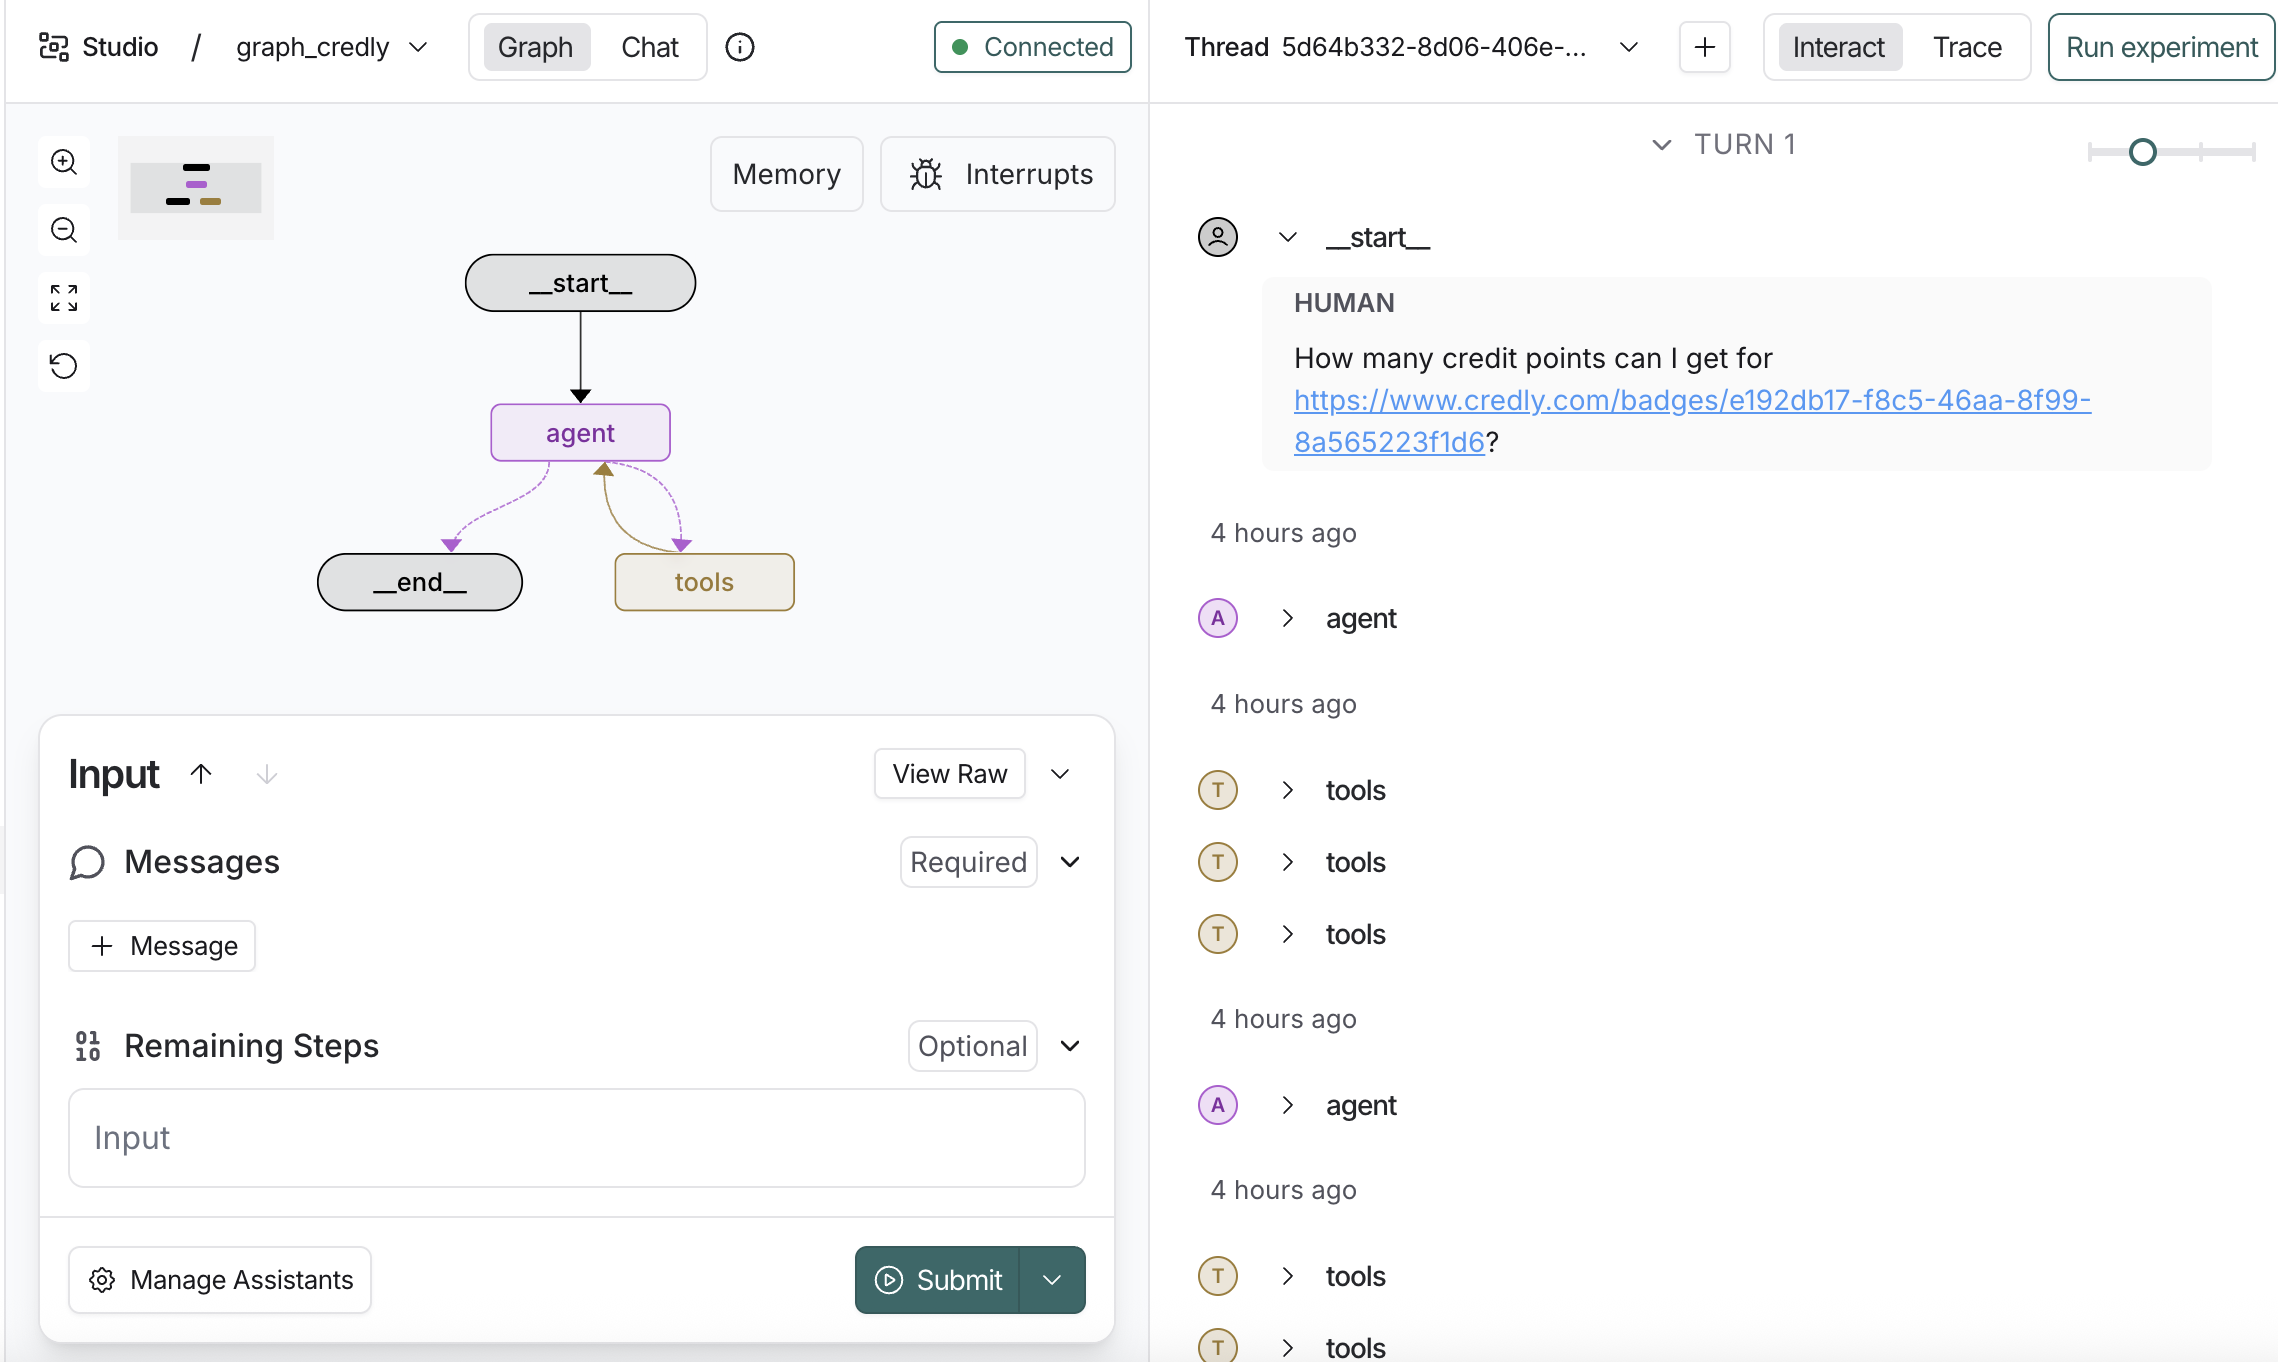 Studio / graph_credly
Graph Chat
Connected
Memory
Interrupts
__start__
agent
__end__
tools
Input
View Raw
Messages
Required
+ Message
0110
Remaining Steps
Optional
Input
Manage Assistants
Submit
Thread 5d64b332-8d06-406e-...
+
Interact Trace
Run experiment
TURN 1
__start__
HUMAN
How many credit points can I get for
https://www.credly.com/badges/e192db17-f8c5-46aa-8f99-
8a565223f1d6?
4 hours ago
A agent
4 hours ago
T tools
T tools
T tools
4 hours ago
A agent
4 hours ago
T tools
T tools